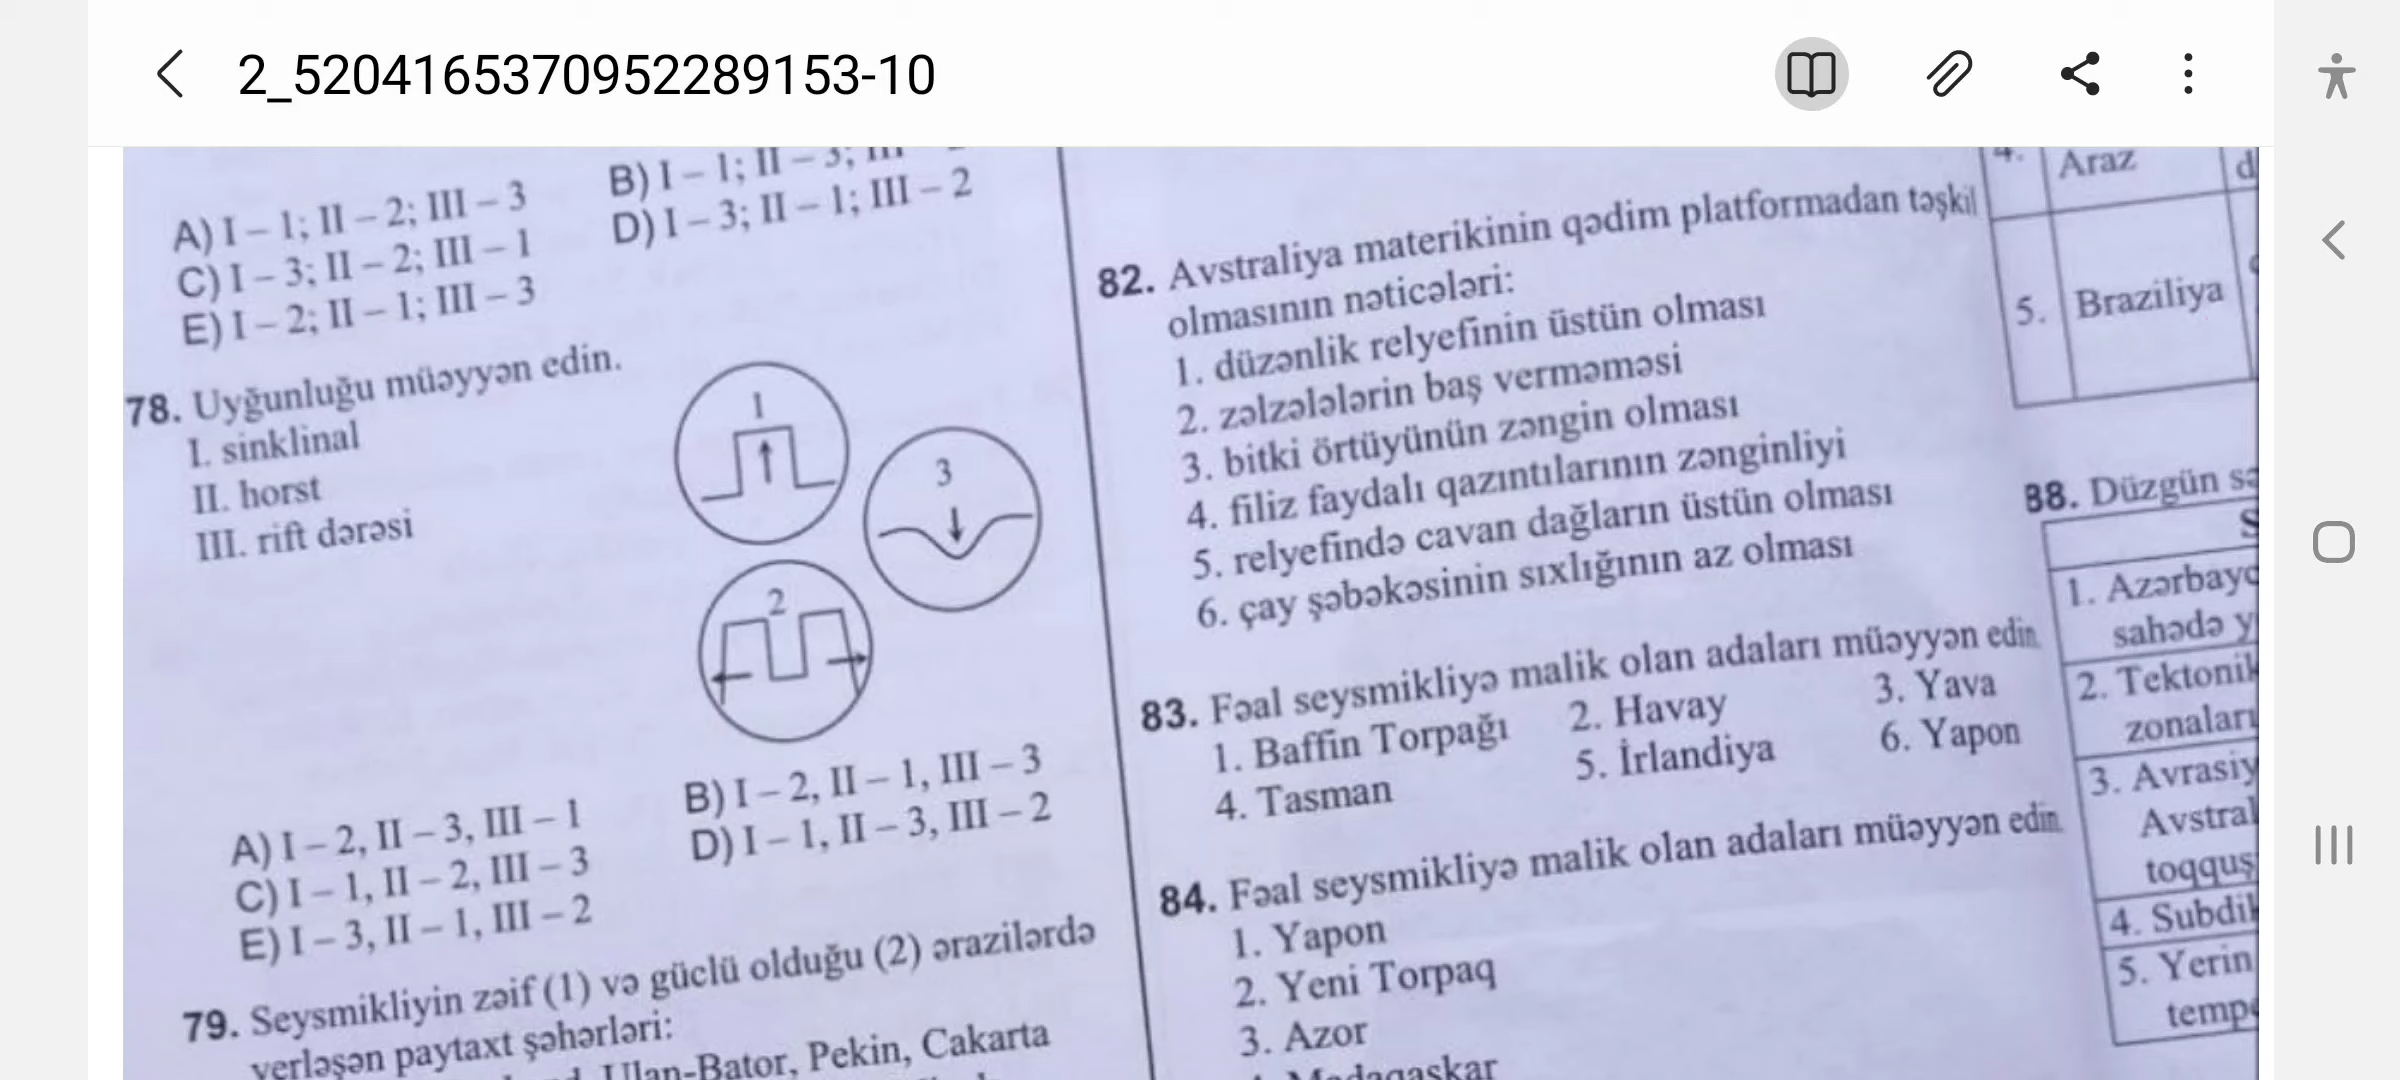 2_5204165370952289153-10
A) I – 1; II – 2; III – 3
B) I – 1; II – 3; III
C) I – 3; II – 2; III – 1
D) I – 3; II – 1; III – 2
E) I – 2; II – 1; III – 3
78. Uyğunluğu müəyyən edin.
I. sinklinal
II. horst
III. rift dərəsi
1
3
2
A) I – 2, II – 3, III – 1
B) I – 2, II – 1, III – 3
C) I – 1, II – 2, III – 3
D) I – 1, II – 3, III – 2
E) I – 3, II – 1, III – 2
79. Seysmikliyin zəif (1) və güclü olduğu (2) ərazilərdə
yerləşən paytaxt şəhərləri:
Ulan-Bator, Pekin, Cakarta
82. Avstraliya materikinin qədim platformadan təşkil
olmasının nəticələri:
1. düzənlik relyefinin üstün olması
2. zəlzələlərin baş verməməsi
3. bitki örtüyünün zəngin olması
4. filiz faydalı qazıntılarının zənginliyi
5. relyefində cavan dağların üstün olması
6. çay şəbəkəsinin sıxlığının az olması
83. Fəal seysmikliyə malik olan adaları müəyyən edin.
1. Baffin Torpağı 2. Havay 3. Yava
4. Tasman 5. İrlandiya 6. Yapon
84. Fəal seysmikliyə malik olan adaları müəyyən edin.
1. Yapon
2. Yeni Torpaq
3. Azor
Madaqaskar
4. Araz
5. Braziliya
88. Düzgün
1. Azərbayc
sahədə y
2. Tektonik
zonaları
3. Avrasiy
Avstral
toqquş
4. Subdik
5. Yerin
tempe